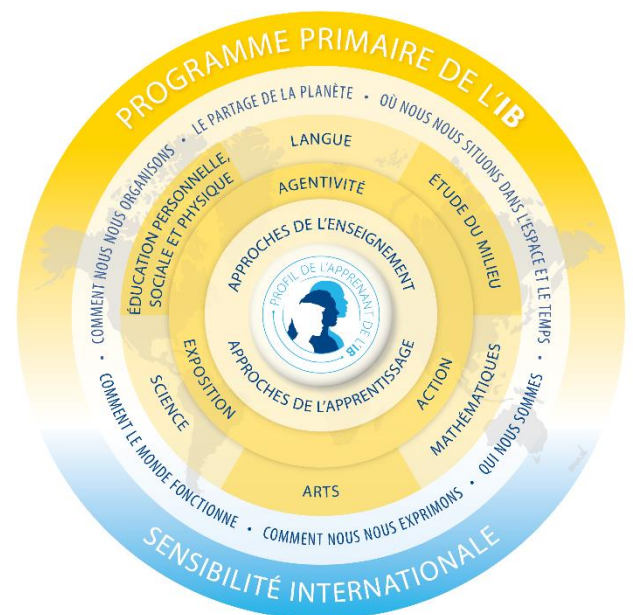 PROGRAMME PRIMAIRE DE L'IB
COMMENT NOUS NOUS ORGANISONS • LE PARTAGE DE LA PLANÈTE • OÙ NOUS NOUS SITUONS DANS L'ESPACE ET LE TEMPS •
LANGUE
ÉDUCATION PERSONNELLE,
SOCIALE ET PHYSIQUE
ÉTUDE DU MILIEU
AGENTIVITÉ
APPROCHES DE L'ENSEIGNEMENT
PROFIL DE L'APPRENANT DE L'IB
APPROCHES DE L'APPRENTISSAGE
EXPOSITION
ACTION
SCIENCE
MATHÉMATIQUES
ARTS
• COMMENT LE MONDE FONCTIONNE • COMMENT NOUS NOUS EXPRIMONS • QUI NOUS SOMMES
SENSIBILITÉ INTERNATIONALE